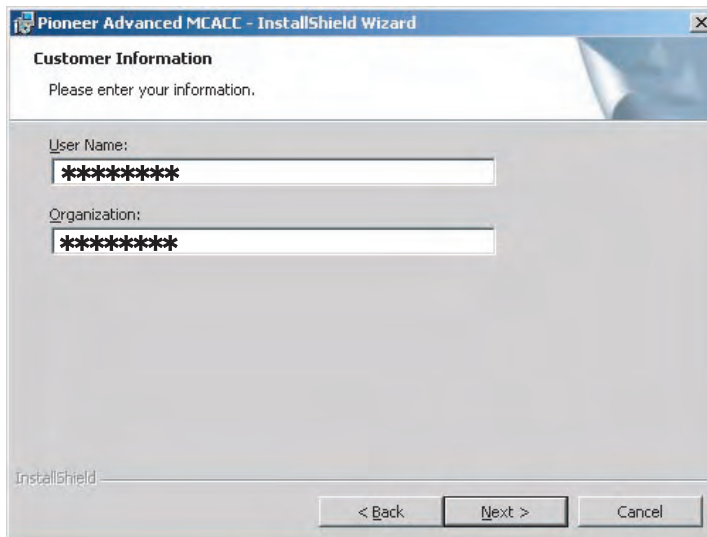 Pioneer Advanced MCACC - InstallShield Wizard
Customer Information
Please enter your information.
User Name:
********
Organization:
********
InstallShield
< Back Next > Cancel